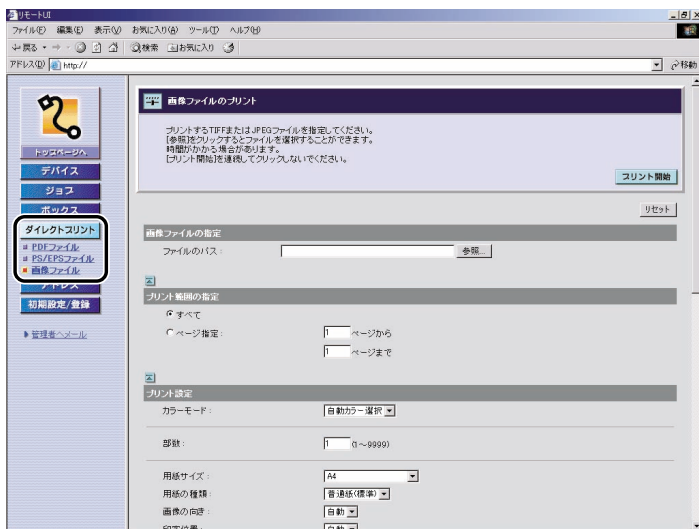 リモートUI
ファイル(F) 編集(E) 表示(V) お気に入り(A) ツール(T) ヘルプ(H)
戻る 検索 お気に入り
アドレス(D) http:// 移動
トップページへ
デバイス
ジョブ
ボックス
ダイレクトプリント
PDFファイル
PS/EPSファイル
画像ファイル
アドレス
初期設定/登録
管理者へメール
画像ファイルのプリント
プリントするTIFFまたはJPEGファイルを指定してください。
[参照]をクリックするとファイルを選択することができます。
時間がかかる場合があります。
[プリント開始]を連続してクリックしないでください。
プリント開始
リセット
画像ファイルの指定
ファイルのパス : 参照...
プリント範囲の指定
すべて
ページ指定 : 1 ページから
1 ページまで
プリント設定
カラーモード : 自動カラー選択
部数 : 1 (1～9999)
用紙サイズ : A4
用紙の種類 : 普通紙(標準)
画像の向き : 自動
印字位置 : 自動